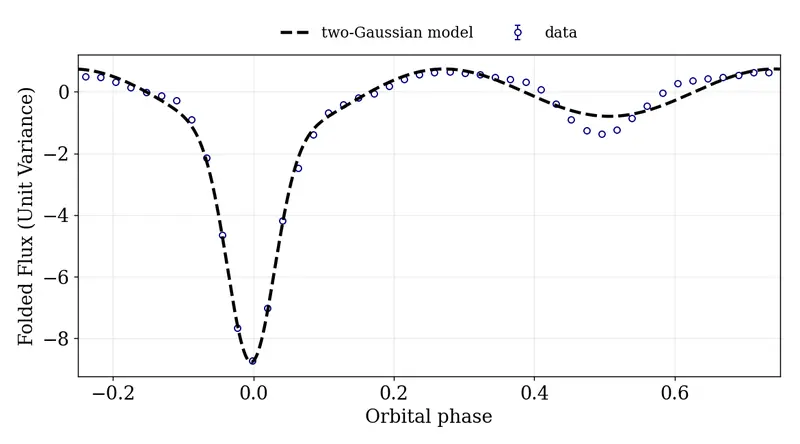 two-Gaussian model
data
Folded Flux (Unit Variance)
0
−2
−4
−6
−8
−0.2
0.0
0.2
0.4
0.6
Orbital phase